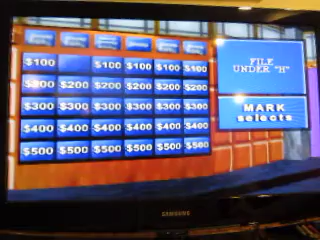 $100 $100 $100 $100 $100
$200 $200 $200 $200 $200 $200
$300 $300 $300 $300 $300 $300
$400 $400 $400 $400 $400 $400
$500 $500 $500 $500 $500 $500
FILE
UNDER "H"
MARK
selects
SAMSUNG